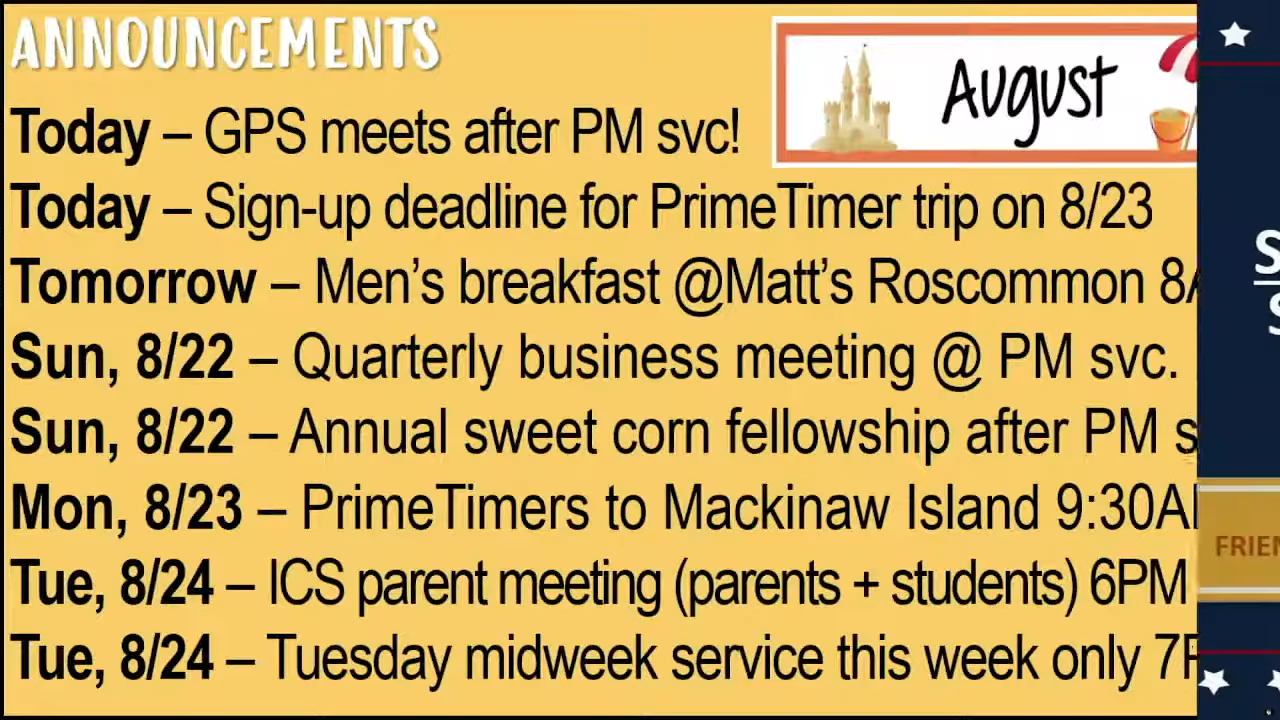 ANNOUNCEMENTS
August
Today – GPS meets after PM svc!
Today – Sign-up deadline for PrimeTimer trip on 8/23
Tomorrow – Men's breakfast @Matt's Roscommon
Sun, 8/22 – Quarterly business meeting @ PM svc.
Sun, 8/22 – Annual sweet corn fellowship after PM
Mon, 8/23 – PrimeTimers to Mackinaw Island
Tue, 8/24 – ICS parent meeting (parents + students) 6PM
Tue, 8/24 – Tuesday midweek service this week only